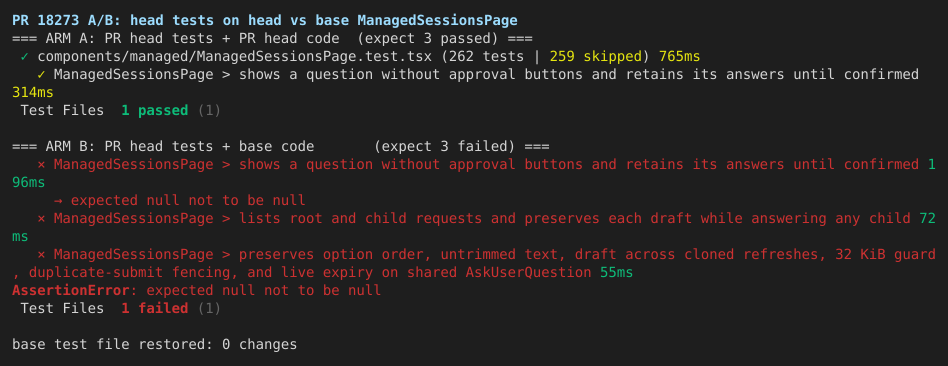 PR 18273 A/B: head tests on head vs base ManagedSessionsPage
=== ARM A: PR head tests + PR head code  (expect 3 passed) ===
✓ components/managed/ManagedSessionsPage.test.tsx (262 tests | 259 skipped) 765ms
✓ ManagedSessionsPage > shows a question without approval buttons and retains its answers until confirmed
314ms
Test Files  1 passed (1)
=== ARM B: PR head tests + base code       (expect 3 failed) ===
× ManagedSessionsPage > shows a question without approval buttons and retains its answers until confirmed 1
96ms
→ expected null not to be null
× ManagedSessionsPage > lists root and child requests and preserves each draft while answering any child 72
ms
× ManagedSessionsPage > preserves option order, untrimmed text, draft across cloned refreshes, 32 KiB guard
, duplicate-submit fencing, and live expiry on shared AskUserQuestion 55ms
AssertionError: expected null not to be null
Test Files  1 failed (1)
base test file restored: 0 changes